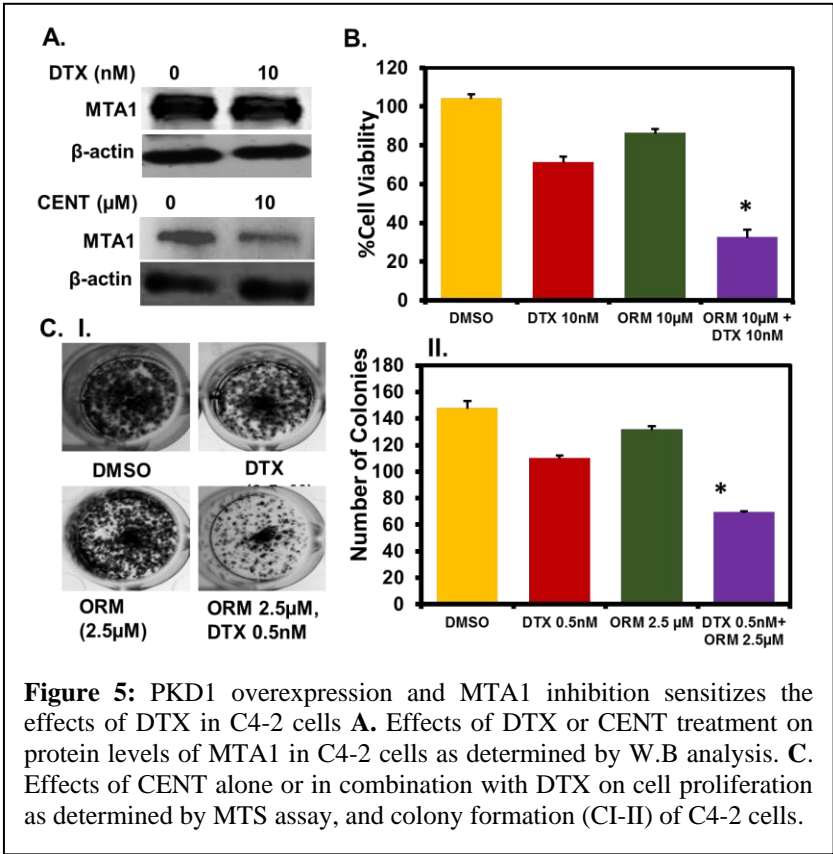 A.
DTX (nM) 0 10
MTA1
β-actin
CENT (µM) 0 10
MTA1
β-actin
B.
%Cell Viability
120
100
80
60
40
20
0
*
DMSO
DTX 10nM
ORM 10µM
ORM 10µM +
DTX 10nM
C. I.
DMSO
DTX
ORM
(2.5µM)
ORM 2.5µM,
DTX 0.5nM
II.
Number of Colonies
180
160
140
120
100
80
60
40
20
0
*
DMSO
DTX 0.5nM
ORM 2.5 µM
DTX 0.5nM+
ORM 2.5µM
Figure 5: PKD1 overexpression and MTA1 inhibition sensitizes the
effects of DTX in C4-2 cells A. Effects of DTX or CENT treatment on
protein levels of MTA1 in C4-2 cells as determined by W.B analysis. C.
Effects of CENT alone or in combination with DTX on cell proliferation
as determined by MTS assay, and colony formation (CI-II) of C4-2 cells.